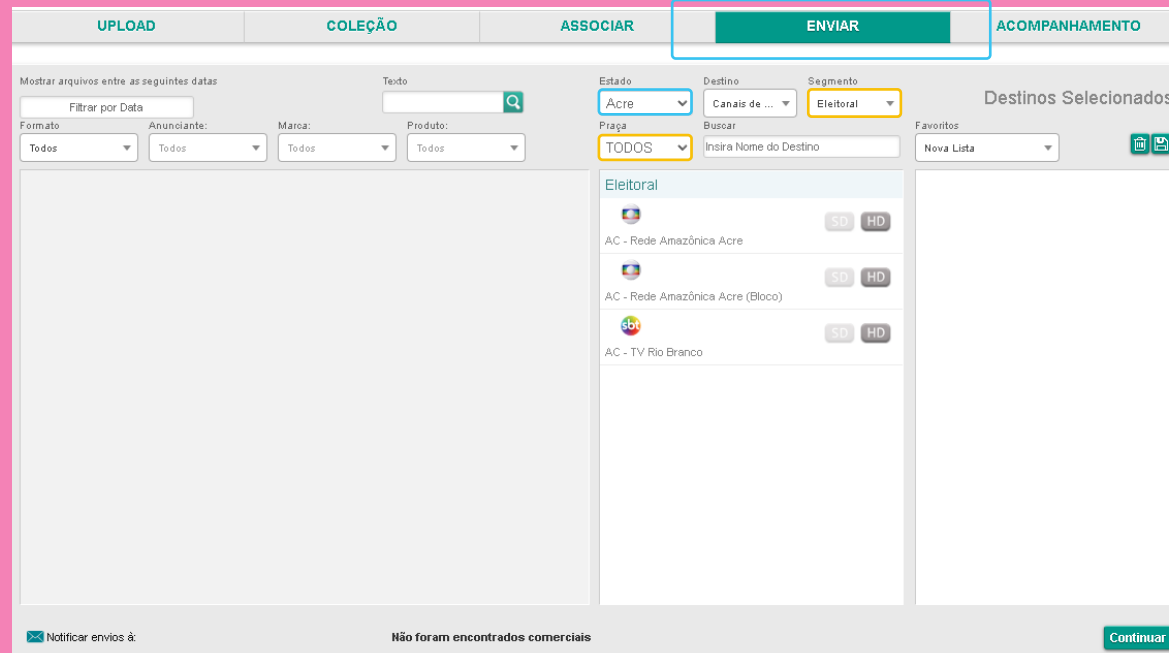 UPLOAD COLEÇÃO ASSOCIAR ENVIAR ACOMPANHAMENTO
Mostrar arquivos entre as seguintes datas
Filtrar por Data
Texto
Formato
Todos
Anunciante:
Todos
Marca:
Todos
Produto:
Todos
Estado
Acre
Destino
Canais de ...
Segmento
Eleitoral
Praça
TODOS
Buscar
Insira Nome do Destino
Destinos Selecionados
Favoritos
Nova Lista
Eleitoral
SD HD
AC - Rede Amazônica Acre
SD HD
AC - Rede Amazônica Acre (Bloco)
sbt
SD HD
AC - TV Rio Branco
Notificar envios à:
Não foram encontrados comerciais
Continuar